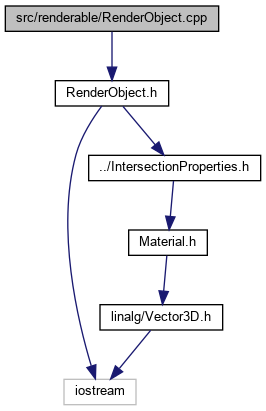 src/renderable/RenderObject.cpp
RenderObject.h
../IntersectionProperties.h
Material.h
linalg/Vector3D.h
iostream